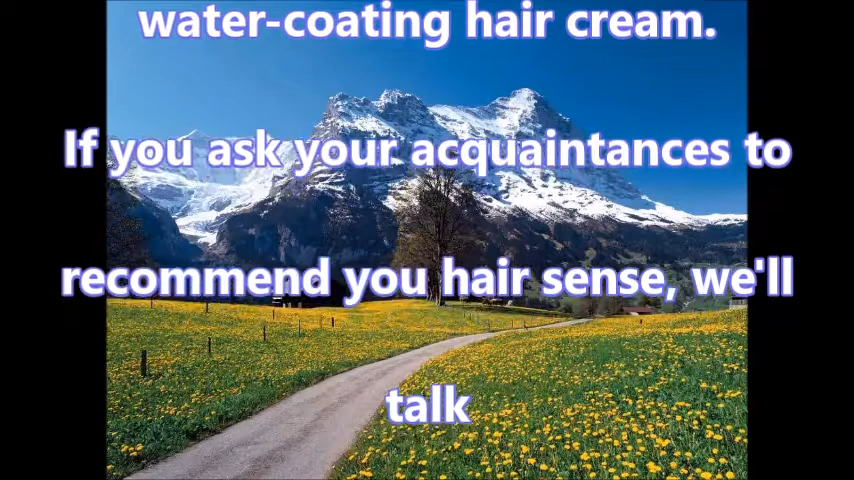 water-coating hair cream.
If you ask your acquaintances to
recommend you hair sense, we'll
talk